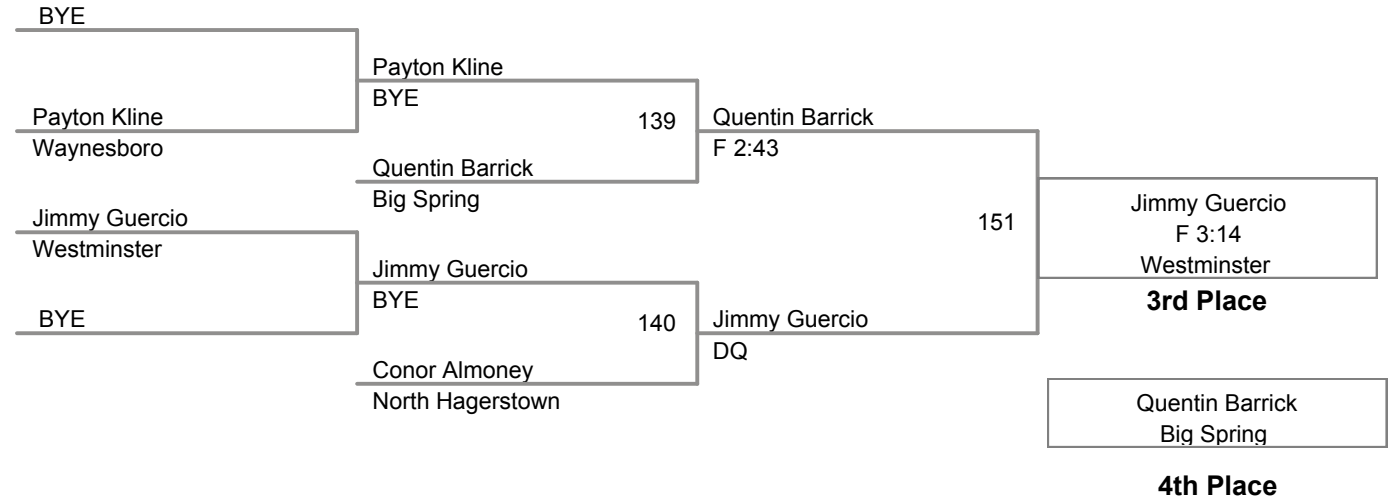 BYE
Payton Kline
BYE
Payton Kline
Waynesboro
139
Quentin Barrick
F 2:43
Quentin Barrick
Big Spring
Jimmy Guercio
Westminster
151
Jimmy Guercio
F 3:14
Westminster
3rd Place
Jimmy Guercio
BYE
BYE
140
Jimmy Guercio
DQ
Conor Almoney
North Hagerstown
Quentin Barrick
Big Spring
4th Place